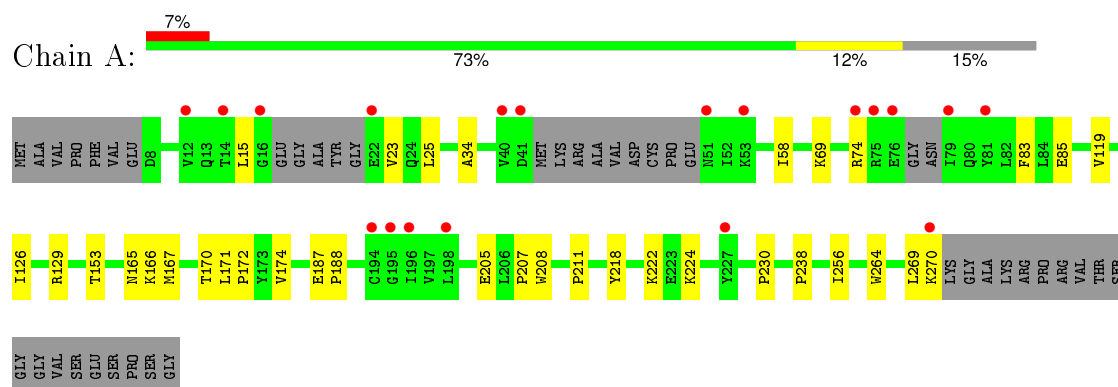 7%
Chain A:
73% 12% 15%
MET ALA VAL PRO PHE VAL GLU D8 V12 Q13 T14 L15 G16 GLU GLY ALA TYR GLY E22 V23 Q24 L25 A34 V40 D41 MET LYS ARG ALA VAL ASP CYS PRO GLU N51 I52 K53 I58 K69 R74 R75 E76 GLY ASN I79 Q80 Y81 L82 F83 L84 E85 V119
I126 R129 T153 N165 K166 M167 T170 L171 P172 Y173 V174 E187 P188 C194 G195 I196 V197 L198 E205 L206 P207 W208 P211 Y218 K222 E223 K224 Y227 P230 P238 I256 W264 L269 K270 LYS GLY ALA LYS ARG PRO ARG VAL THR SER
GLY GLY VAL SER GLU SER PRO SER GLY